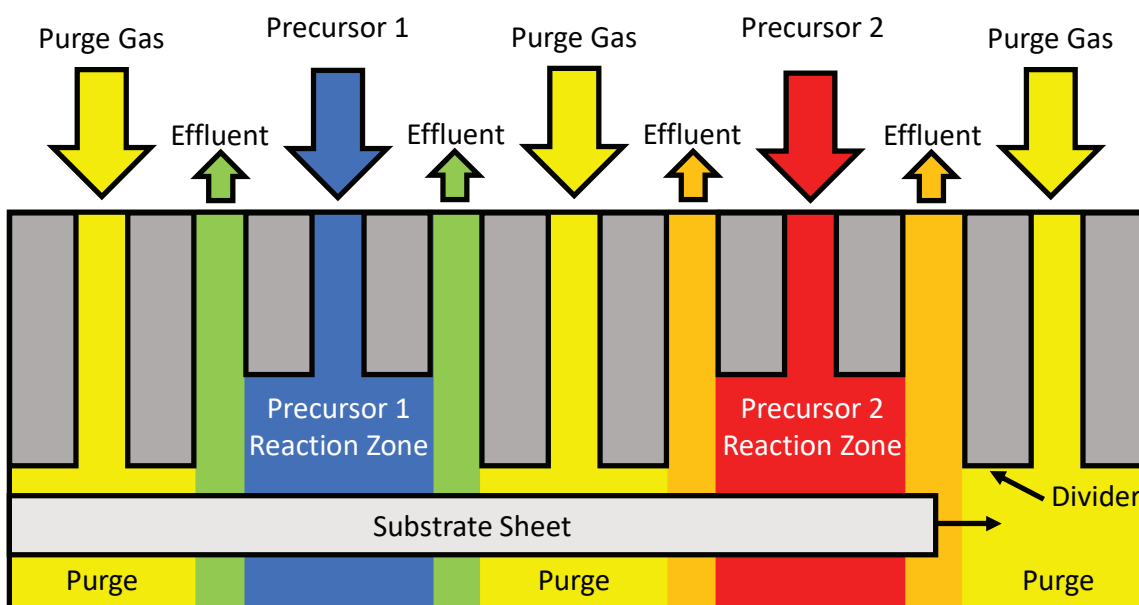 Purge Gas
Precursor 1
Purge Gas
Precursor 2
Purge Gas
Effluent
Effluent
Effluent
Effluent
Precursor 1
Reaction Zone
Precursor 2
Reaction Zone
Divider
Substrate Sheet
Purge
Purge
Purge